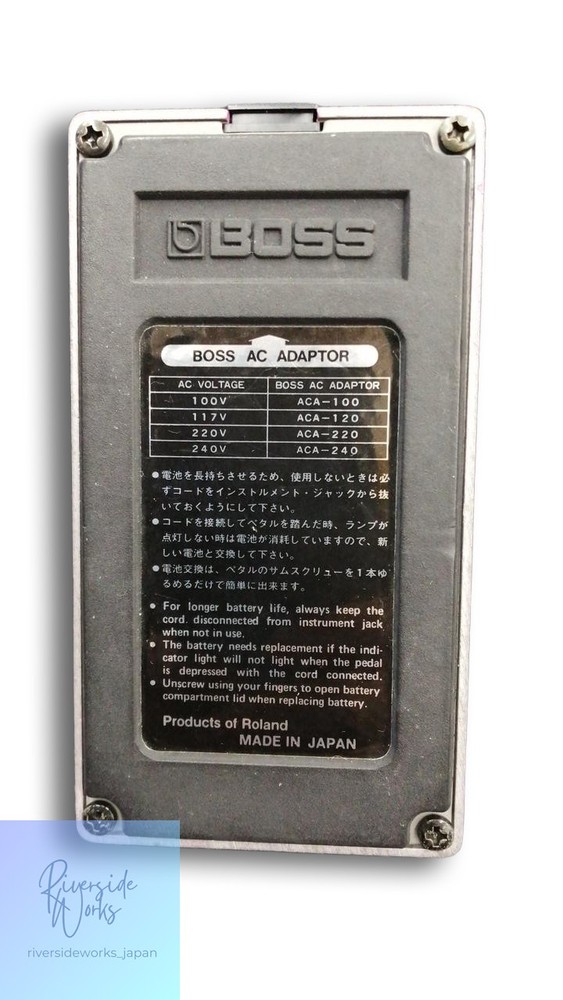 BOSS
BOSS AC ADAPTOR
AC VOLTAGE BOSS AC ADAPTOR
100V ACA-100
117V ACA-120
220V ACA-220
240V ACA-240
●電池を長持ちさせるため、使用しないときは必
ずコードをインストルメント・ジャックから抜
いておくようにして下さい。
●コードを接続してペタルを踏んだ時、ランプが
点灯しない時は電池が消耗していますので、新
しい電池と交換して下さい。
●電池交換は、ペタルのサムスクリューを1本ゆ
るめるだけで簡単に出来ます。
● For longer battery life, always keep the
cord disconnected from instrument jack
when not in use.
● The battery needs replacement if the indi-
cator light will not light when the pedal
is depressed with the cord connected.
● Unscrew using your fingers to open battery
compartment lid when replacing battery.
Products of Roland
MADE IN JAPAN
Riverside
Works
riversideworks_japan